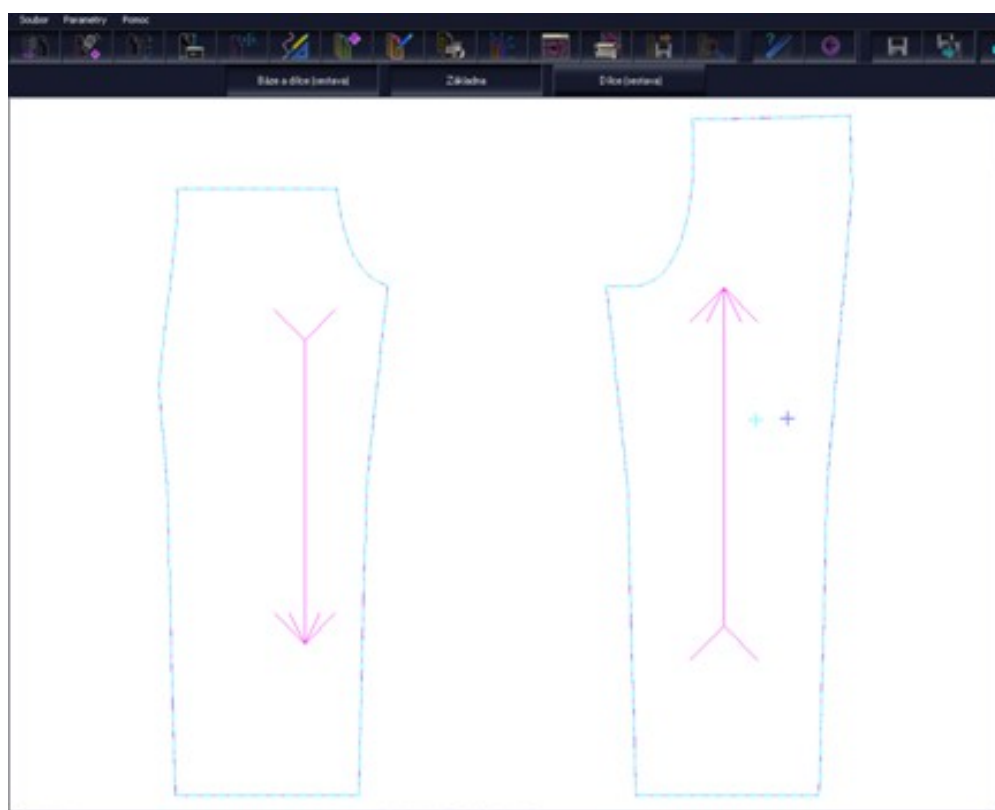 Soubor Parametry Pomoc
Báze a dílce (sestava) Základna Dílce (sestava)